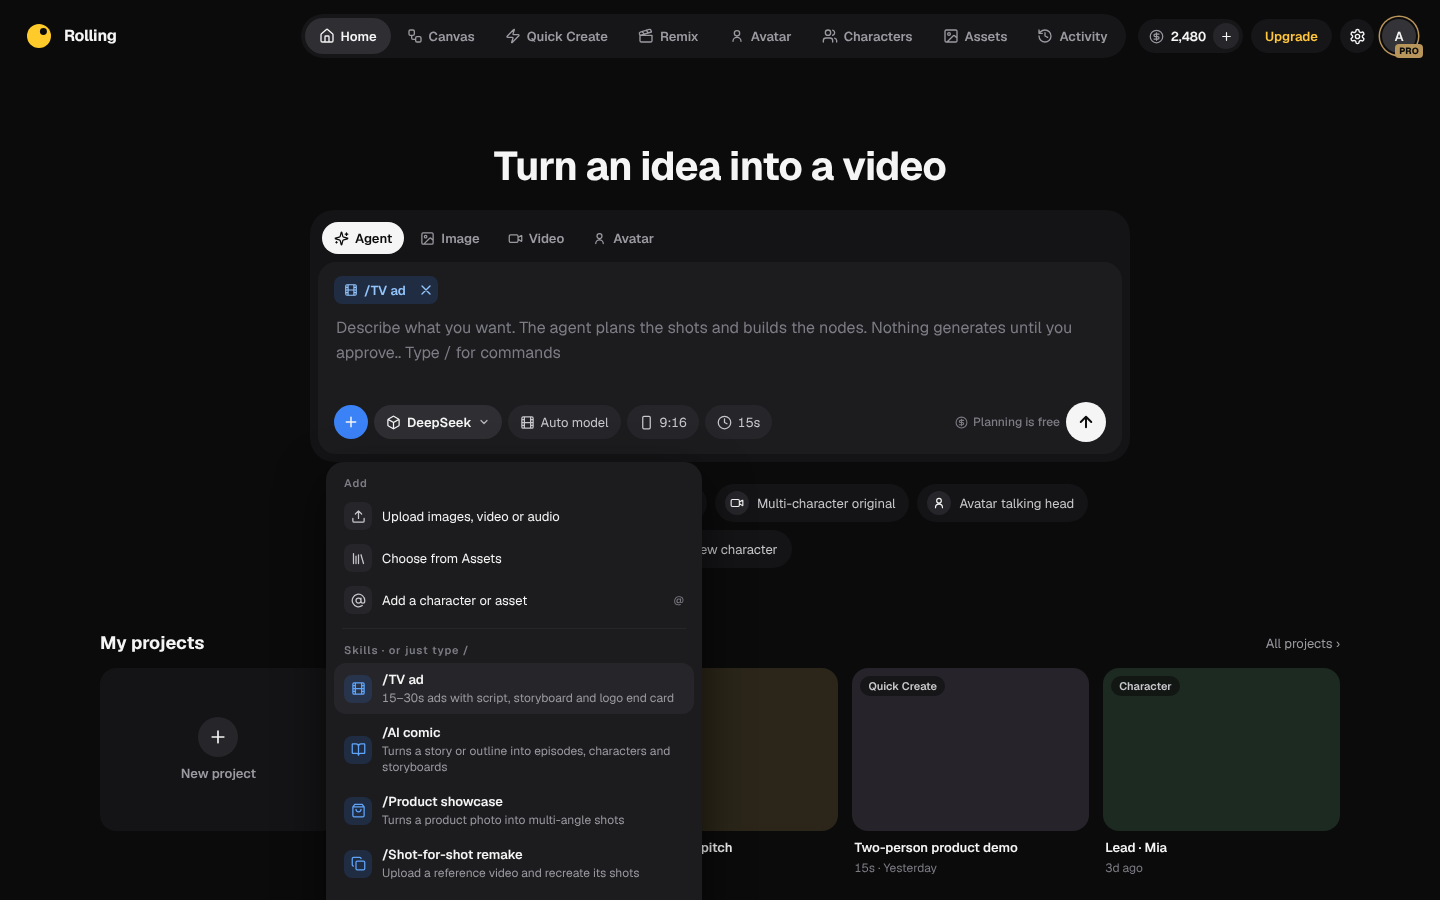 Rolling
Home
Canvas
Quick Create
Remix
Avatar
Characters
Assets
Activity
2,480
Upgrade
A
PRO
Turn an idea into a video
Agent
Image
Video
Avatar
/TV ad
Describe what you want. The agent plans the shots and builds the nodes. Nothing generates until you
approve.. Type / for commands
DeepSeek
Auto model
9:16
15s
Planning is free
Add
Upload images, video or audio
Choose from Assets
Add a character or asset
@
Skills · or just type /
/TV ad
15–30s ads with script, storyboard and logo end card
/AI comic
Turns a story or outline into episodes, characters and
storyboards
/Product showcase
Turns a product photo into multi-angle shots
/Shot-for-shot remake
Upload a reference video and recreate its shots
Multi-character original
Avatar talking head
character
My projects
All projects ›
New project
pitch
Quick Create
Two-person product demo
15s · Yesterday
Character
Lead · Mia
3d ago